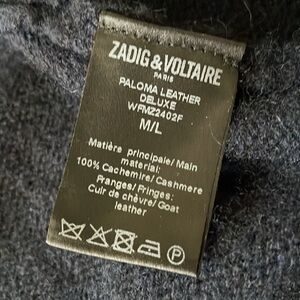 ZADIG & VOLTAIRE
PARIS
PALOMA LEATHER
DELUXE
WFMZ2402F
M/L
Matière principale/ Main
material:
100% Cachemire/ Cashmere
Franges/ Fringes:
Cuir de chèvre/ Goat
leather
P